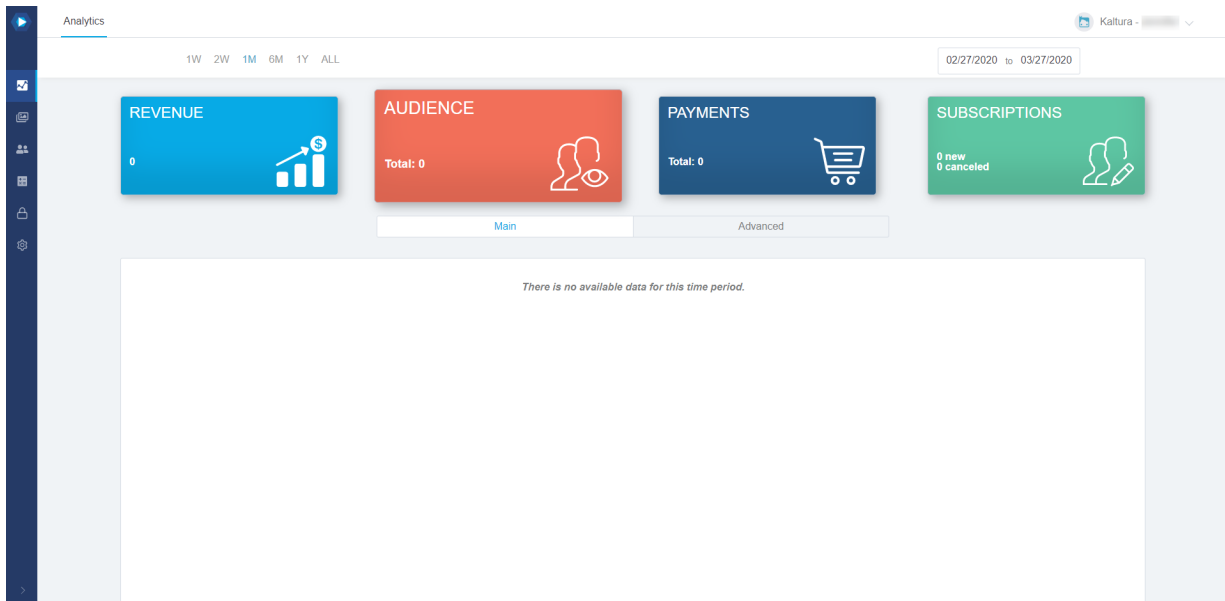 Analytics
Kaltura -
1W 2W 1M 6M 1Y ALL
02/27/2020 to 03/27/2020
REVENUE
0
$
AUDIENCE
Total: 0
PAYMENTS
Total: 0
SUBSCRIPTIONS
0 new
0 canceled
Main
Advanced
There is no available data for this time period.